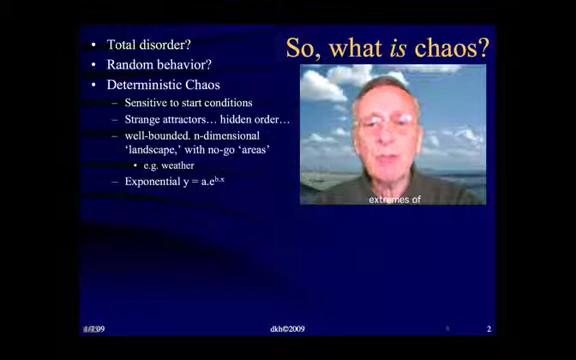 So, what is chaos?
• Total disorder?
• Random behavior?
• Deterministic Chaos
– Sensitive to start conditions
– Strange attractors… hidden order…
– well-bounded. n-dimensional
‘landscape,’ with no-go ‘areas’
• e.g. weather
– Exponential y = a.e^b.x
extremes of
dkh©2009
2